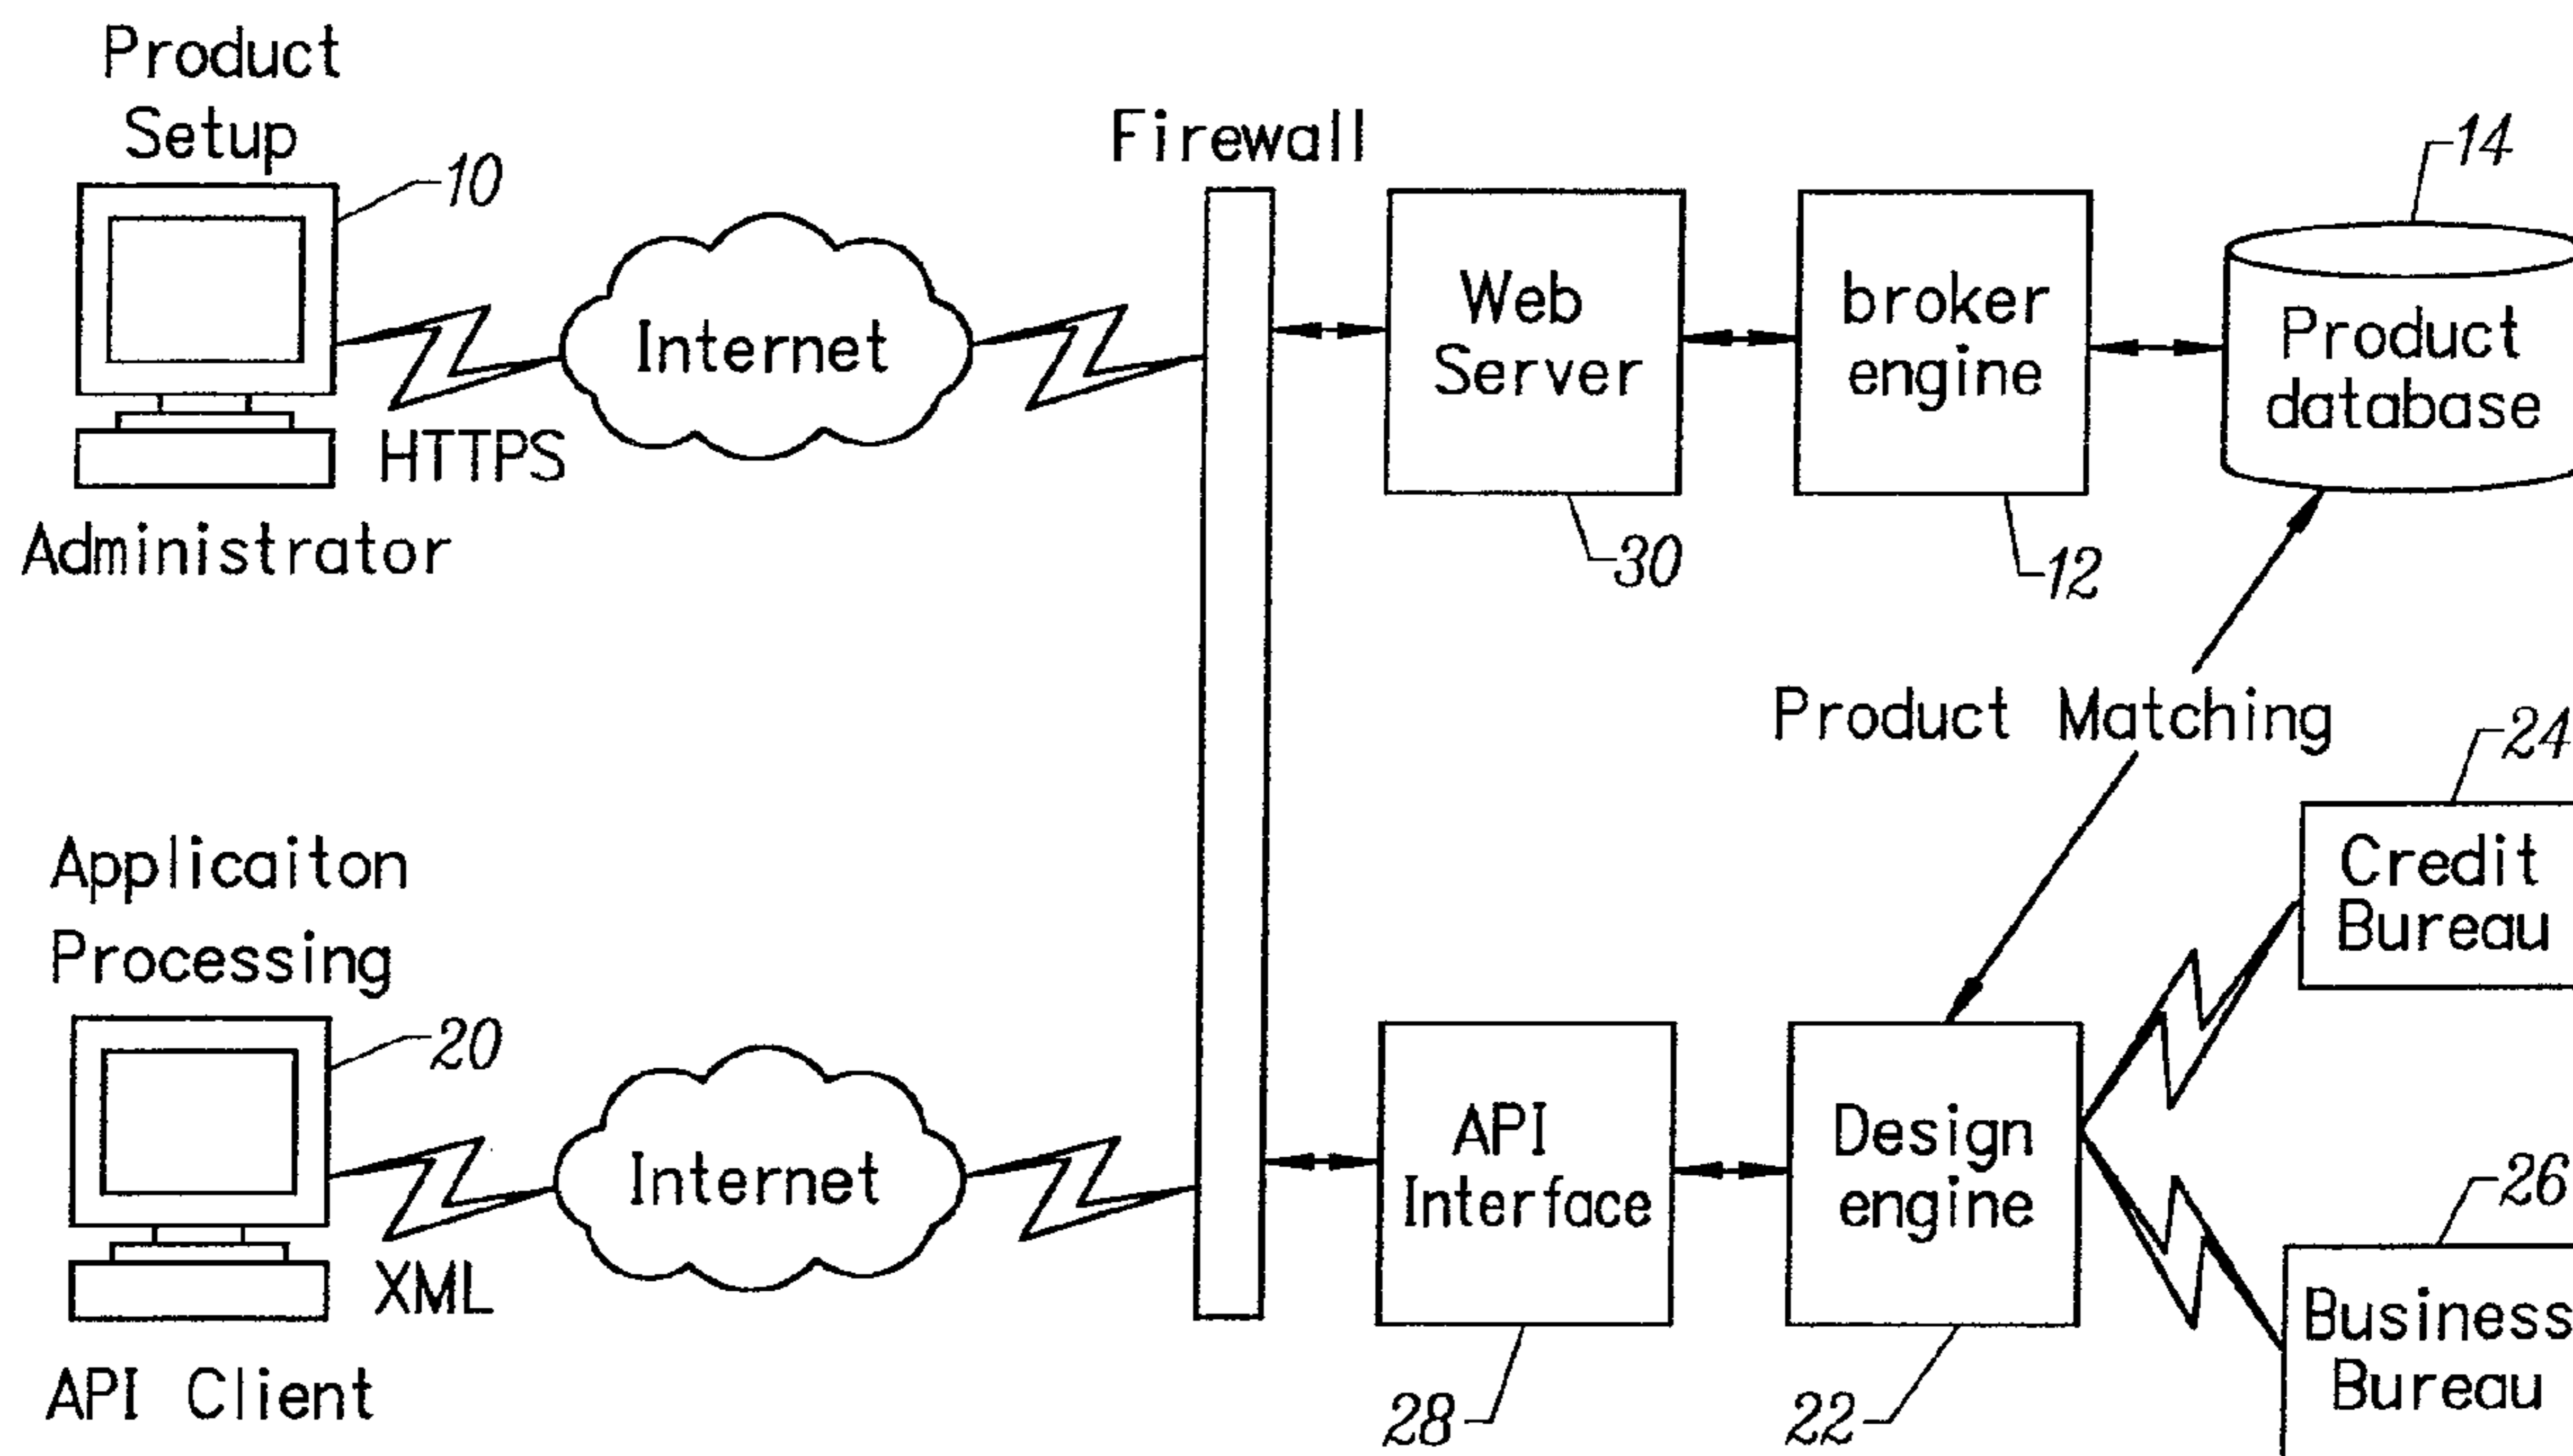 Product
Setup
10
HTTPS
Administrator
Internet
Firewall
Web
Server
30
broker
engine
12
14
Product
database
Product Matching
Applicaiton
Processing
20
XML
API Client
Internet
API
Interface
28
Design
engine
22
24
Credit
Bureau
26
Business
Bureau